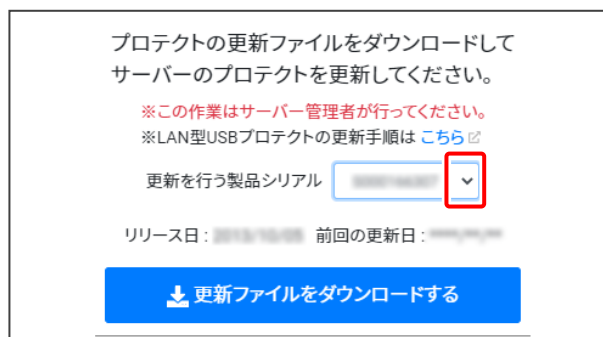 プロテクトの更新ファイルをダウンロードして
サーバーのプロテクトを更新してください。
※この作業はサーバー管理者が行ってください。
※LAN型USBプロテクトの更新手順は こちら
更新を行う製品シリアル
リリース日 : 前回の更新日 :
更新ファイルをダウンロードする